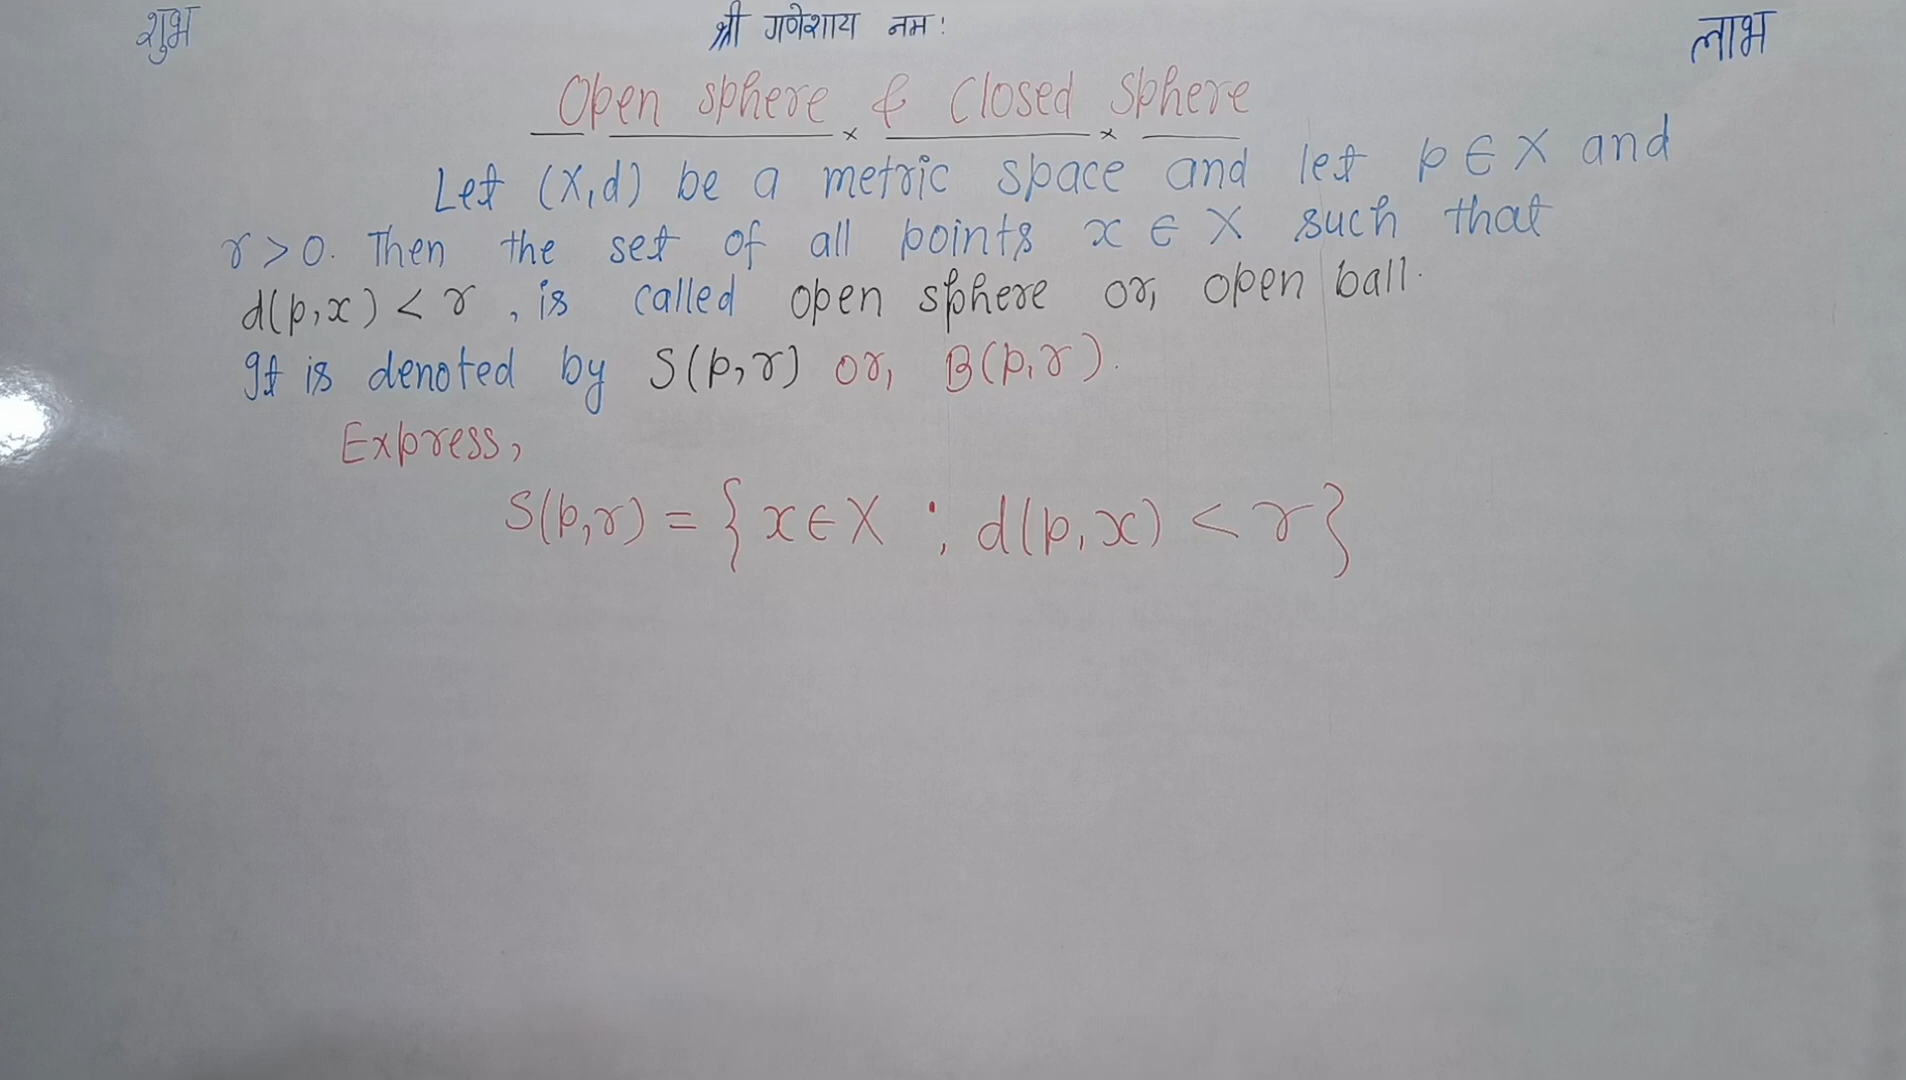 शुभ श्री गणेशाय नम: लाभ
Open sphere & Closed Sphere
Let (X,d) be a metric space and let p ∈ X and
r > 0. Then the set of all points x ∈ X such that
d(p,x) < r , is called open sphere or, open ball.
It is denoted by S(p,r) or, B(p,r).
Express,
S(p,r) = { x ∈ X ; d(p,x) < r }